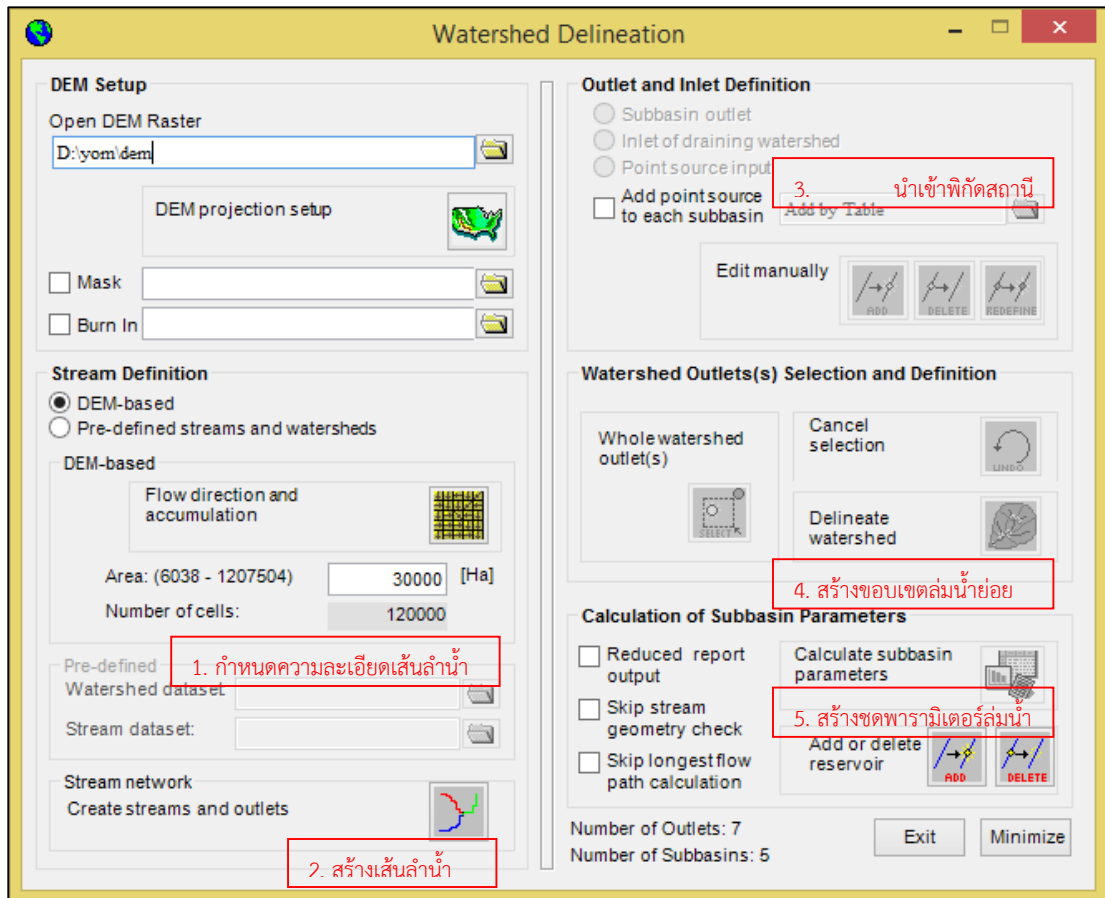 Watershed Delineation
DEM Setup
Open DEM Raster
D:\yom\dem
DEM projection setup
Mask
Burn In
Stream Definition
DEM-based
Pre-defined streams and watersheds
DEM-based
Flow direction and
accumulation
Area: (6038 - 1207504)
30000
[Ha]
Number of cells:
120000
1. กำหนดความละเอียดเส้นลำน้ำ
Pre-defined
Watershed dataset
Stream dataset:
Stream network
Create streams and outlets
2. สร้างเส้นลำน้ำ
Outlet and Inlet Definition
Subbasin outlet
Inlet of draining watershed
Point source input
3. นำเข้าพิกัดสถานี
Add point source
to each subbasin
Add by Table
Edit manually
ADD
DELETE
REDEFINE
Watershed Outlets(s) Selection and Definition
Whole watershed
outlet(s)
SELECT
Cancel
selection
UNDO
Delineate
watershed
4. สร้างขอบเขตลุ่มน้ำย่อย
Calculation of Subbasin Parameters
Reduced report
output
Skip stream
geometry check
Skip longest flow
path calculation
Calculate subbasin
parameters
5. สร้างชุดพารามิเตอร์ลุ่มน้ำ
Add or delete
reservoir
ADD
DELETE
Number of Outlets: 7
Number of Subbasins: 5
Exit
Minimize